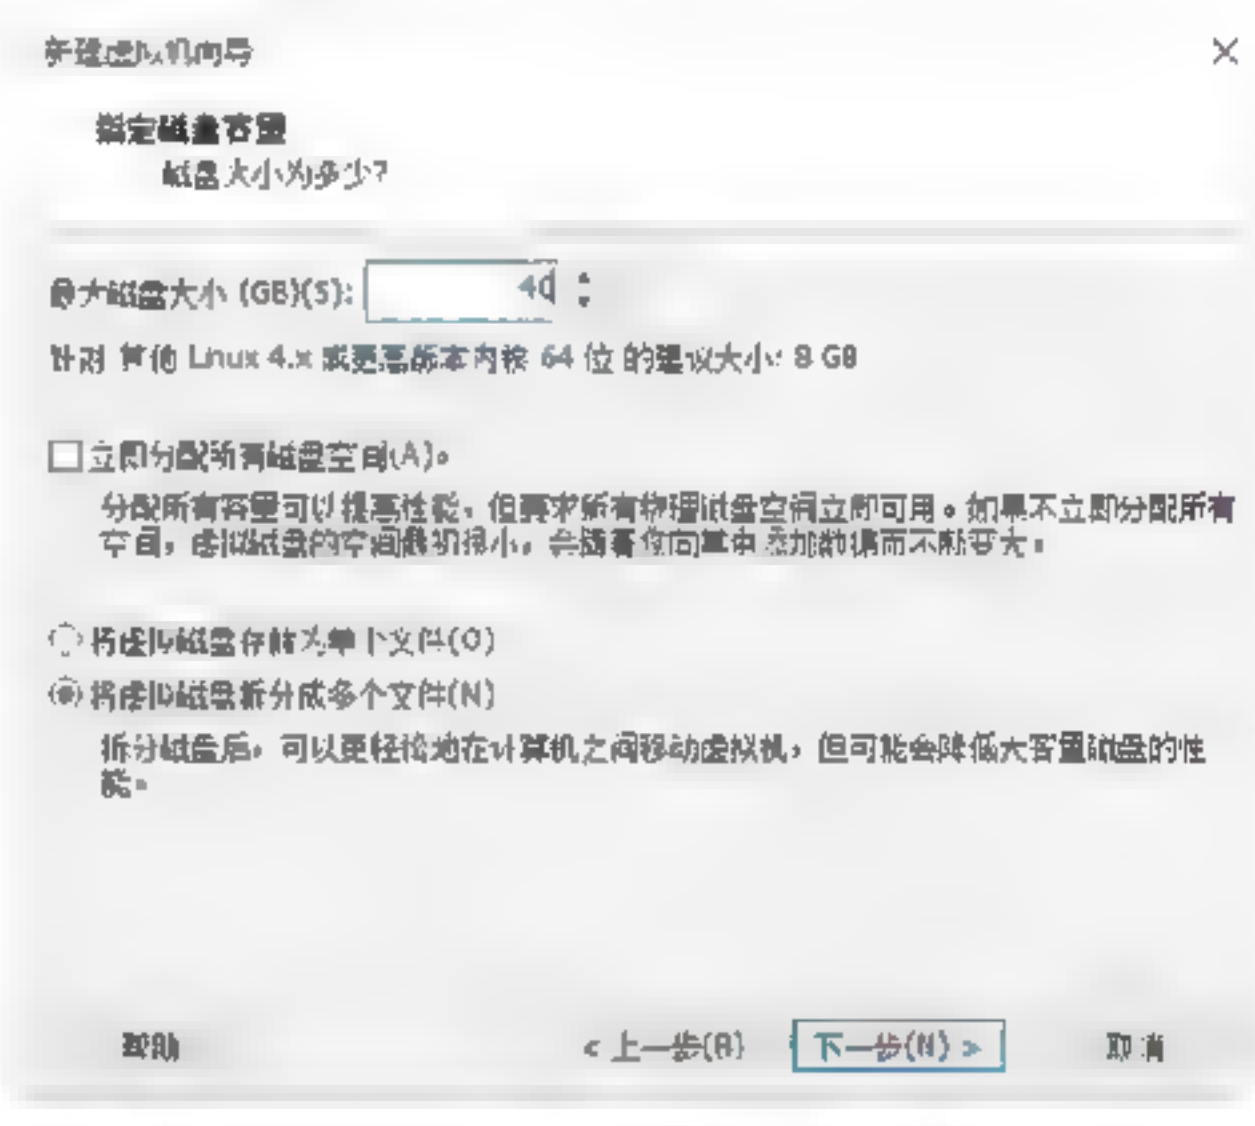 新建虚拟机向导
指定磁盘容量
磁盘大小为多少?
最大磁盘大小 (GB)(S): 40
针对 其他 Linux 4.x 或更高版本内核 64 位 的建议大小: 8 GB
立即分配所有磁盘空间(A)。
分配所有容量可以提高性能，但要求所有物理磁盘空间立即可用。如果不立即分配所有
空间，虚拟磁盘的空间最初很小，会随着您向其中添加数据而不断变大。
将虚拟磁盘存储为单个文件(O)
将虚拟磁盘拆分成多个文件(N)
拆分磁盘后，可以更轻松地在计算机之间移动虚拟机，但可能会降低大容量磁盘的性
能。
帮助
< 上一步(B)
下一步(N) >
取消